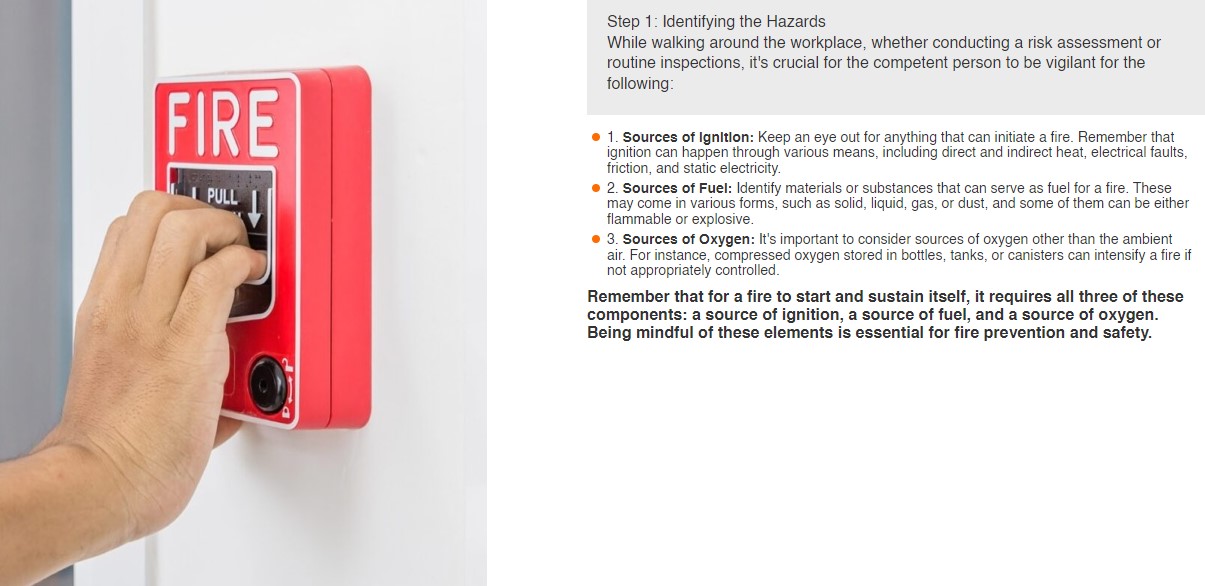 FIRE
PULL
Step 1: Identifying the Hazards
While walking around the workplace, whether conducting a risk assessment or
routine inspections, it's crucial for the competent person to be vigilant for the
following:
1. Sources of Ignition: Keep an eye out for anything that can initiate a fire. Remember that
ignition can happen through various means, including direct and indirect heat, electrical faults,
friction, and static electricity.
2. Sources of Fuel: Identify materials or substances that can serve as fuel for a fire. These
may come in various forms, such as solid, liquid, gas, or dust, and some of them can be either
flammable or explosive.
3. Sources of Oxygen: It's important to consider sources of oxygen other than the ambient
air. For instance, compressed oxygen stored in bottles, tanks, or canisters can intensify a fire if
not appropriately controlled.
Remember that for a fire to start and sustain itself, it requires all three of these
components: a source of ignition, a source of fuel, and a source of oxygen.
Being mindful of these elements is essential for fire prevention and safety.